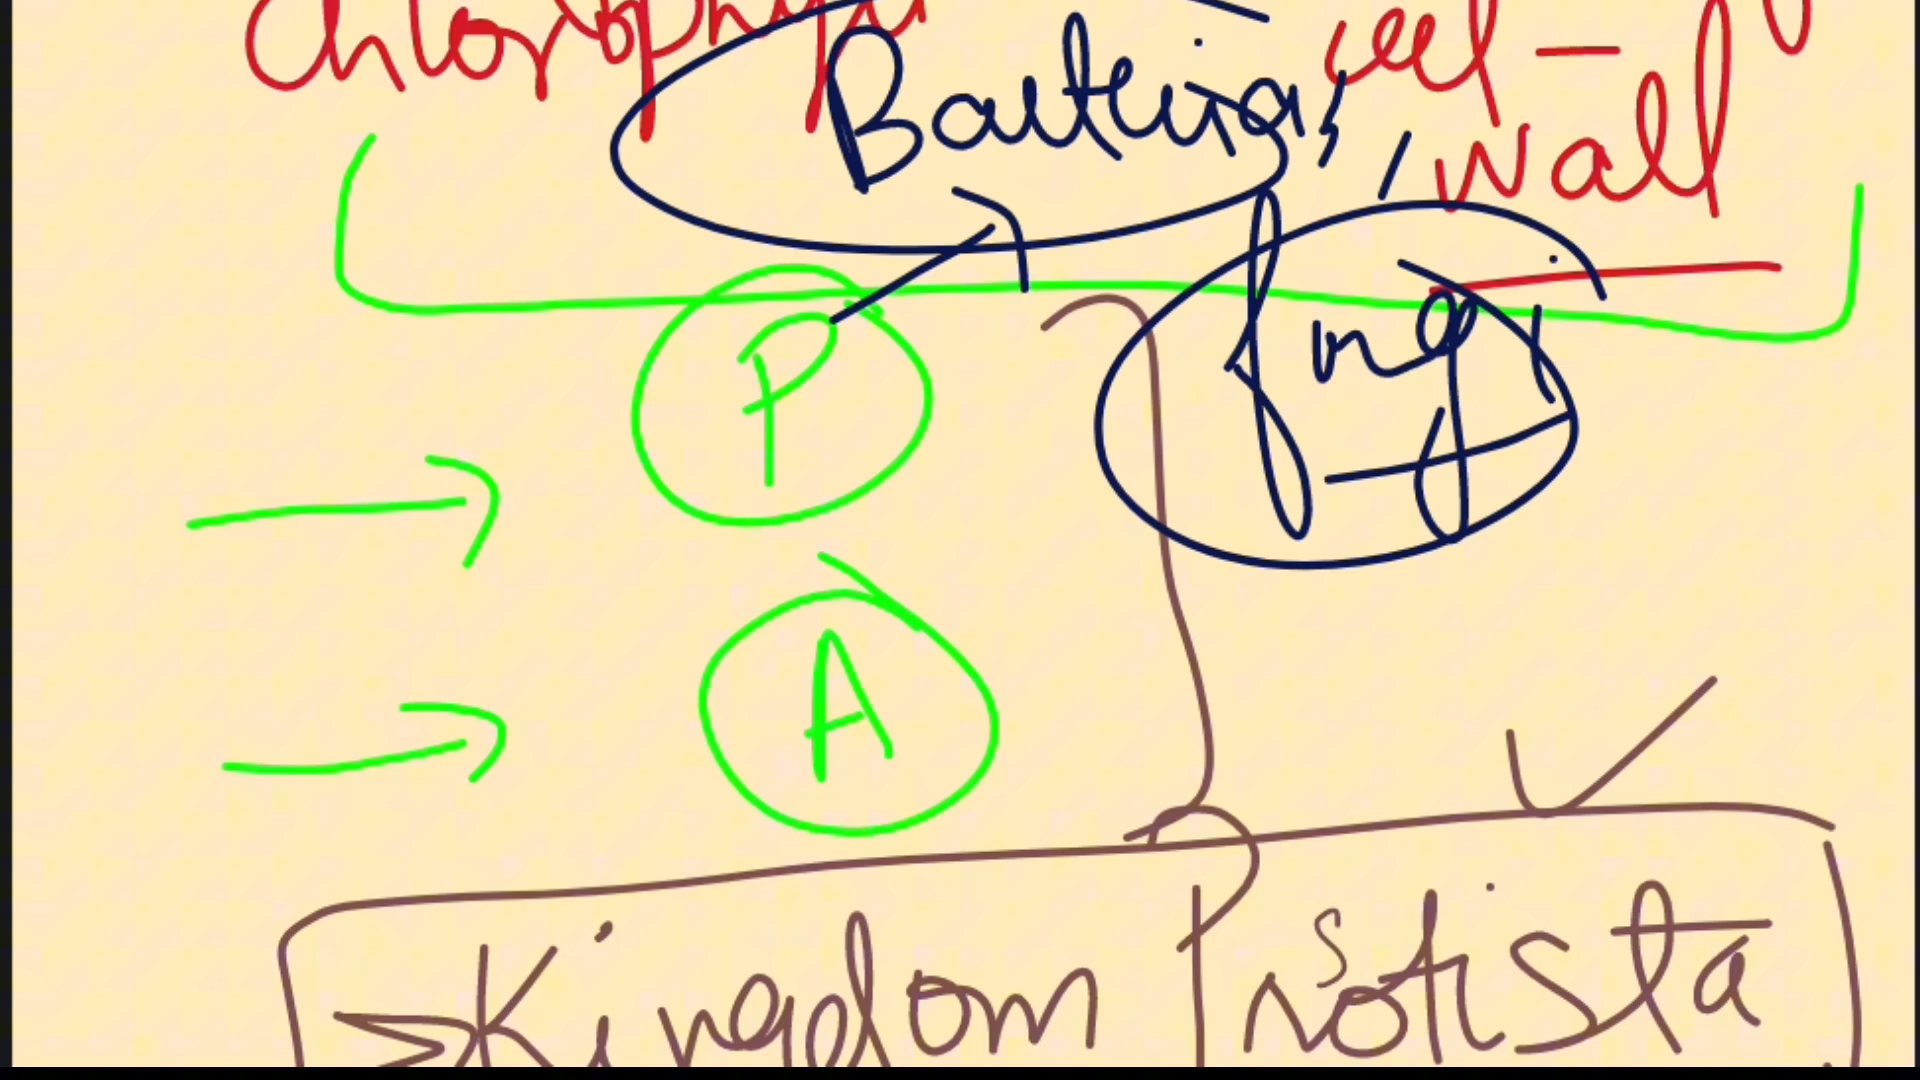 Chlorophyll cell -
Bacteria, wall
P fungi
A
Kingdom Protista